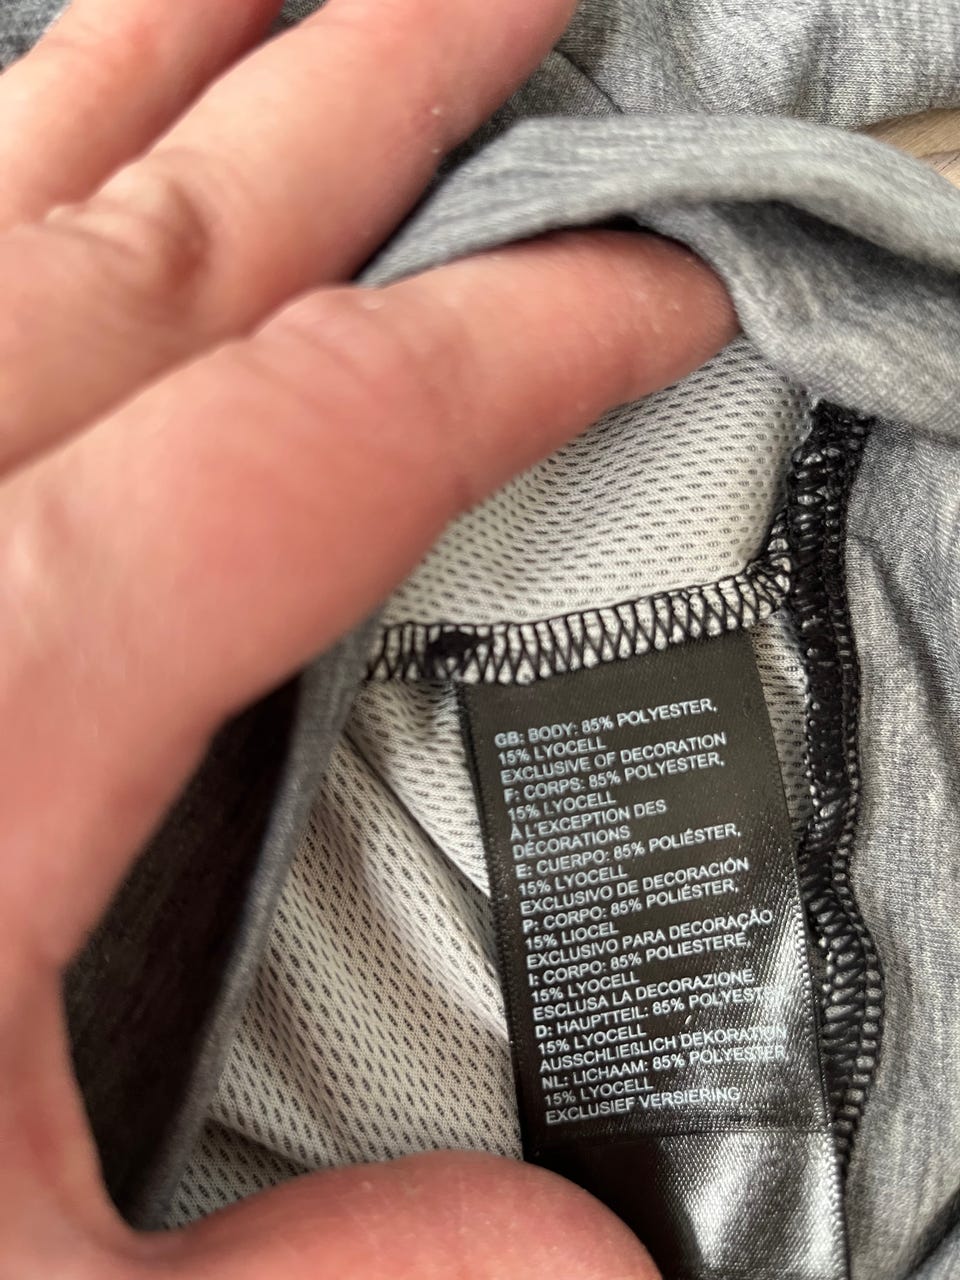 GB: BODY: 85% POLYESTER,
15% LYOCELL
EXCLUSIVE OF DECORATION
F: CORPS: 85% POLYESTER,
15% LYOCELL
À L'EXCEPTION DES
DÉCORATIONS
E: CUERPO: 85% POLIÉSTER,
15% LYOCELL
EXCLUSIVO DE DECORACIÓN
P: CORPO: 85% POLIÉSTER,
15% LIOCEL
EXCLUSIVO PARA DECORAÇÃO
I: CORPO: 85% POLIESTERE,
15% LYOCELL
ESCLUSA LA DECORAZIONE
D: HAUPTTEIL: 85% POLYESTER,
15% LYOCELL
AUSSCHLIEßLICH DEKORATION
NL: LICHAAM: 85% POLYESTER,
15% LYOCELL
EXCLUSIEF VERSIERING